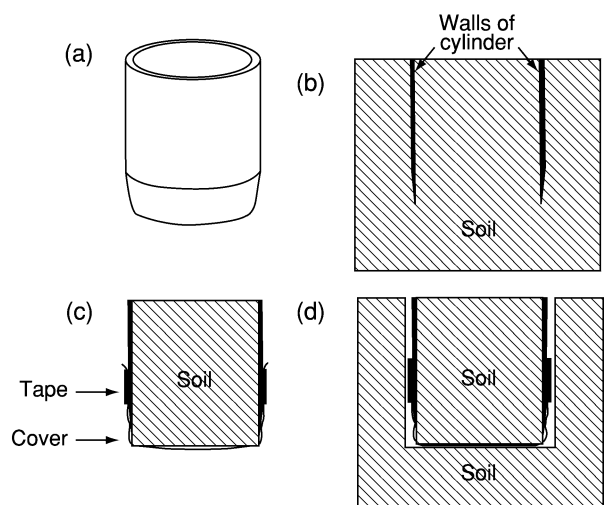 (a)
Walls of
cylinder
(b)
Soil
(c)
Soil
Tape
Cover
(d)
Soil
Soil